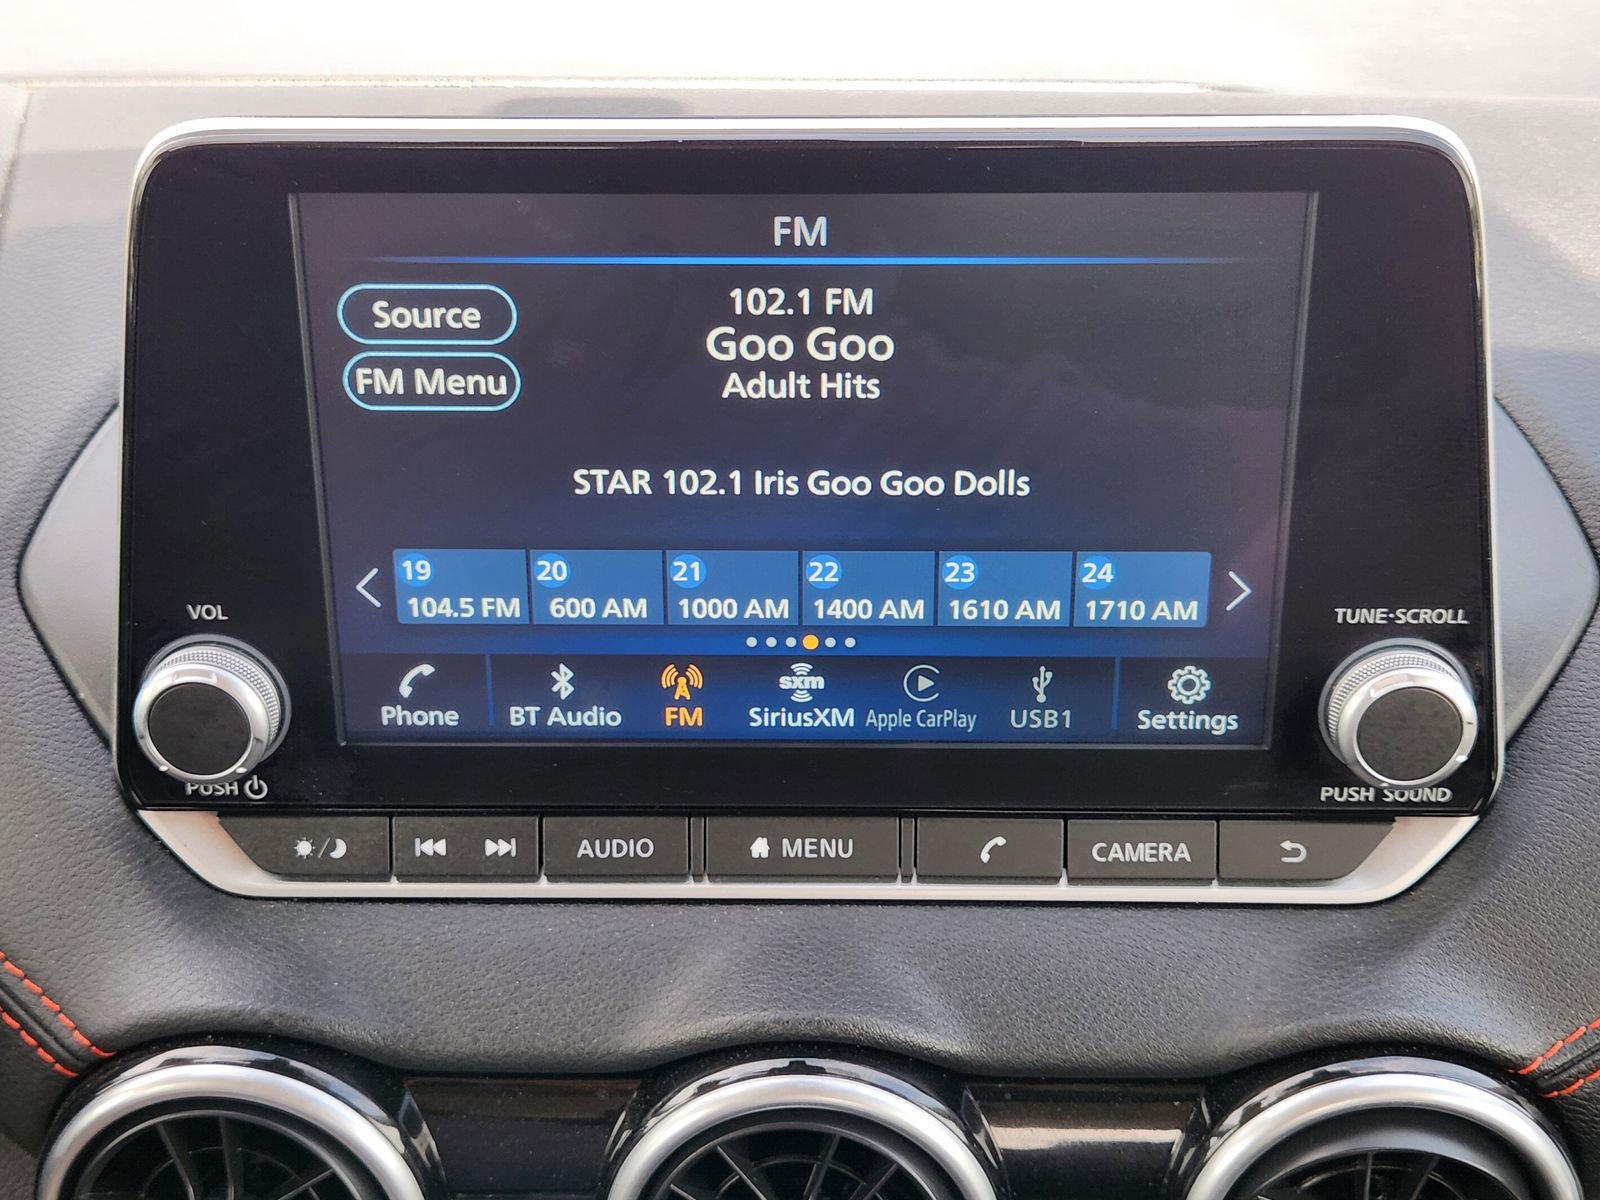 FM
Source
102.1 FM
Goo Goo
FM Menu
Adult Hits
STAR 102.1 Iris Goo Goo Dolls
19 20 21 22 23 24
104.5 FM 600 AM 1000 AM 1400 AM 1610 AM 1710 AM
VOL
TUNE·SCROLL
sxm
Phone BT Audio FM SiriusXM Apple CarPlay USB1 Settings
PUSH
PUSH SOUND
AUDIO MENU CAMERA